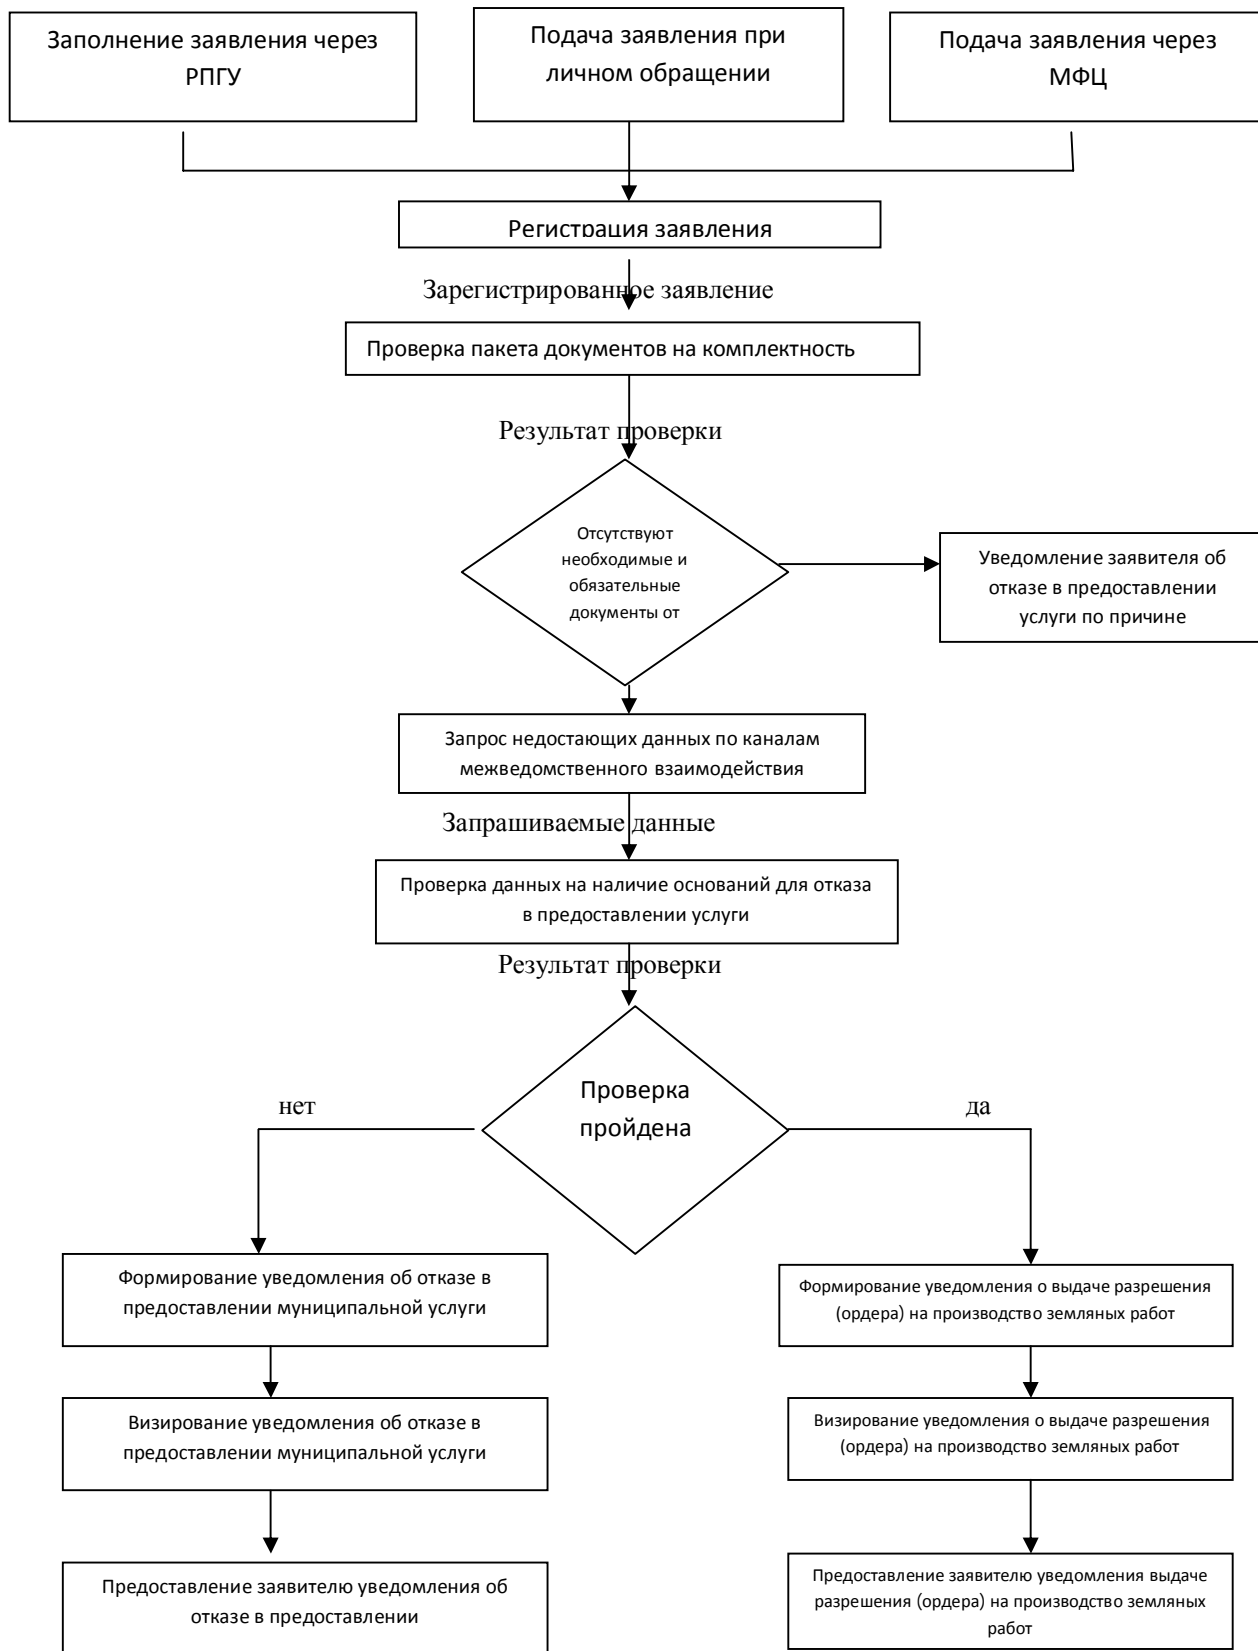 Заполнение заявления через
РПГУ
Подача заявления при
личном обращении
Подача заявления через
МФЦ
Регистрация заявления
Зарегистрированное заявление
Проверка пакета документов на комплектность
Результат проверки
Отсутствуют
необходимые и
обязательные
документы от
Уведомление заявителя об
отказе в предоставлении
услуги по причине
Запрос недостающих данных по каналам
межведомственного взаимодействия
Запрашиваемые данные
Проверка данных на наличие оснований для отказа
в предоставлении услуги
Результат проверки
Проверка
пройдена
нет
да
Формирование уведомления об отказе в
предоставлении муниципальной услуги
Формирование уведомления о выдаче разрешения
(ордера) на производство земляных работ
Визирование уведомления об отказе в
предоставлении муниципальной услуги
Визирование уведомления о выдаче разрешения
(ордера) на производство земляных работ
Предоставление заявителю уведомления об
отказе в предоставлении
Предоставление заявителю уведомления выдаче
разрешения (ордера) на производство земляных
работ